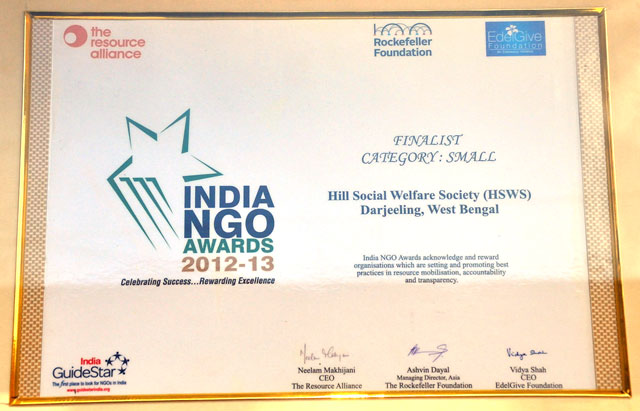 the
resource
alliance
Rockefeller
Foundation
EdelGive
Foundation
FINALIST
CATEGORY : SMALL
Hill Social Welfare Society (HSWS)
Darjeeling, West Bengal
INDIA
NGO
AWARDS
2012-13
Celebrating Success...Rewarding Excellence
India NGO Awards acknowledge and reward
organisations which are setting and promoting best
practices in resource mobilisation, accountability
and transparency.
India
GuideStar
The first place to look for NGOs in India
www.guidestarindia.org
Neelam Makhijani
CEO
The Resource Alliance
Ashvin Dayal
Managing Director, Asia
The Rockefeller Foundation
Vidya Shah
Vidya Shah
CEO
EdelGive Foundation